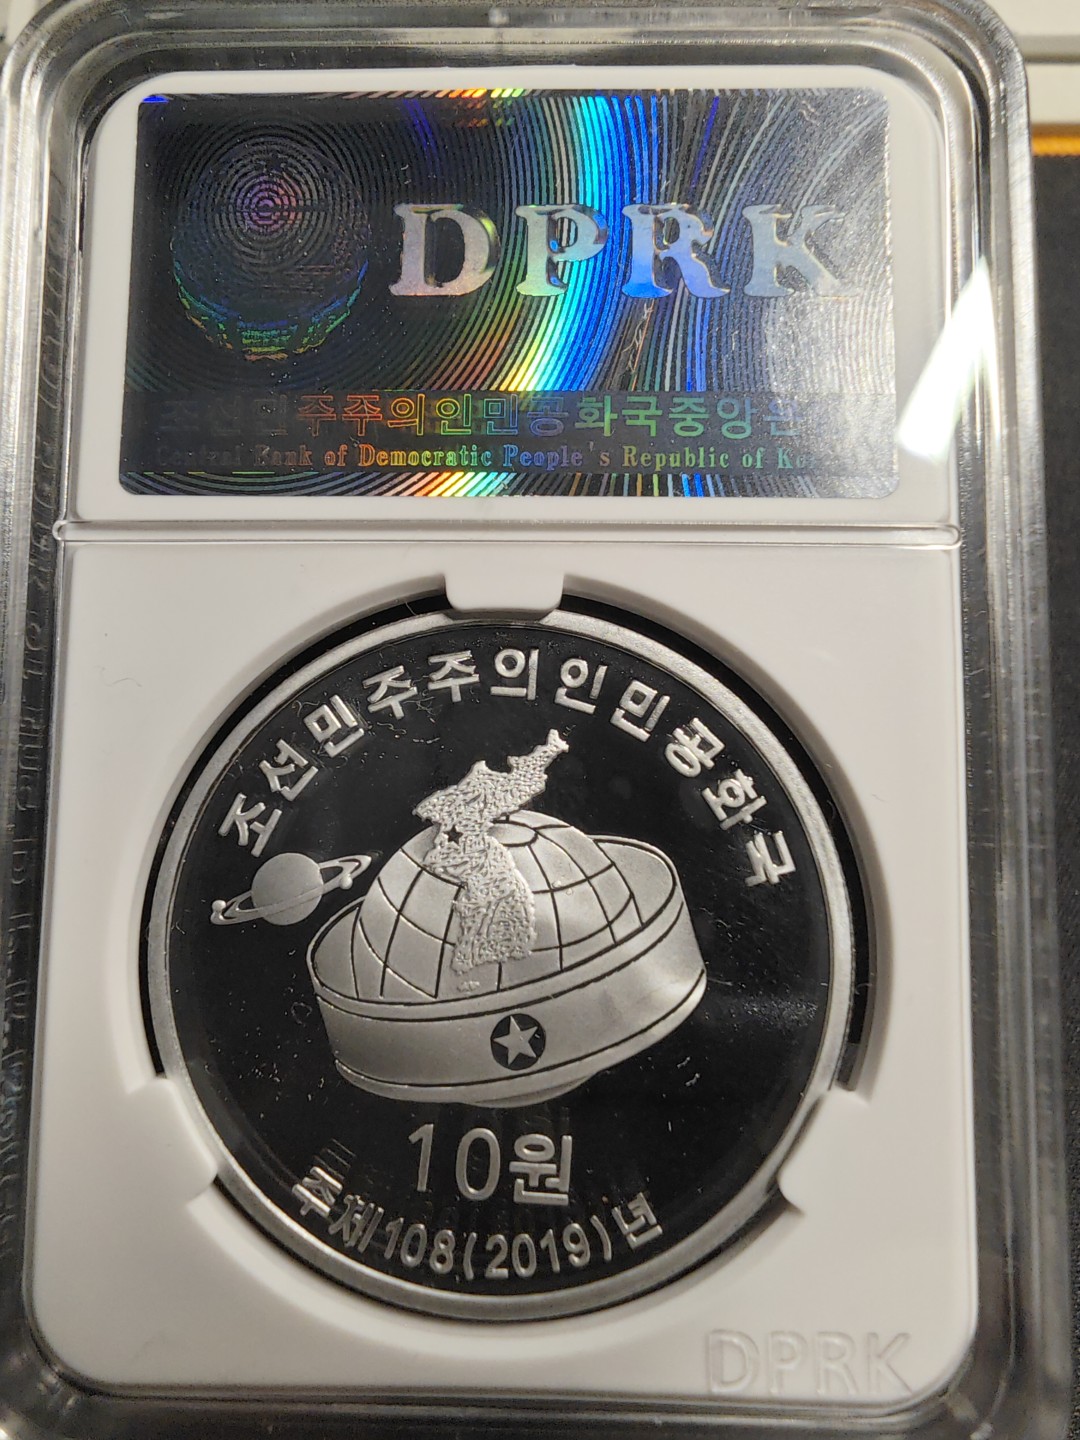 DPRK
조선민주주의인민공화국중앙은
Central Bank of Democratic People's Republic of
조선민주주의인민공화국
10원
주체108(2019)년
DPRK